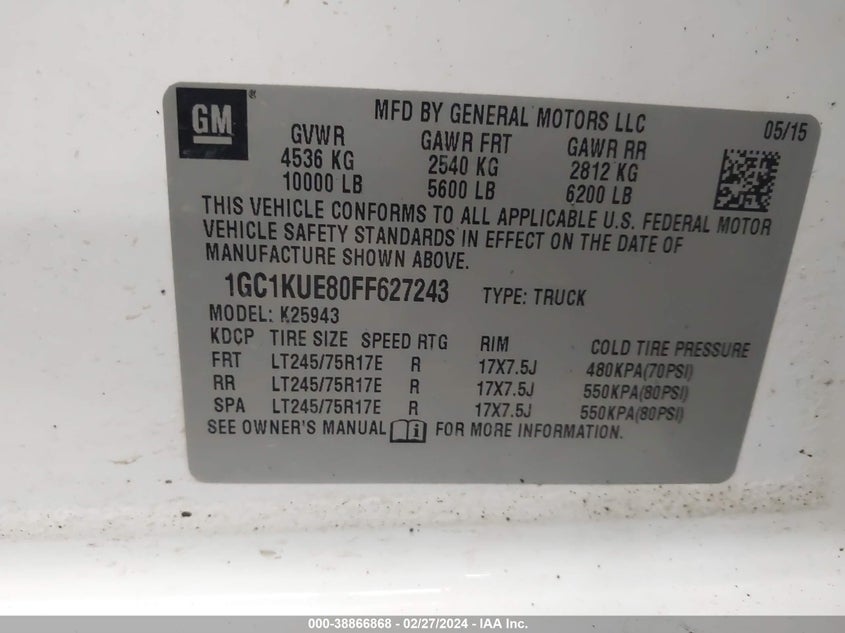 GM® MFD BY GENERAL MOTORS LLC 05/15
GVWR GAWR FRT GAWR RR
4536 KG 2540 KG 2812 KG
10000 LB 5600 LB 6200 LB
THIS VEHICLE CONFORMS TO ALL APPLICABLE U.S. FEDERAL MOTOR
VEHICLE SAFETY STANDARDS IN EFFECT ON THE DATE OF
MANUFACTURE SHOWN ABOVE.
1GC1KUE80FF627243 TYPE: TRUCK
MODEL: K25943
KDCP TIRE SIZE SPEED RTG RIM COLD TIRE PRESSURE
FRT LT245/75R17E R 17X7.5J 480KPA(70PSI)
RR LT245/75R17E R 17X7.5J 550KPA(80PSI)
SPA LT245/75R17E R 17X7.5J 550KPA(80PSI)
SEE OWNER'S MANUAL i FOR MORE INFORMATION.
000-38866868 - 02/27/2024 - IAA Inc.